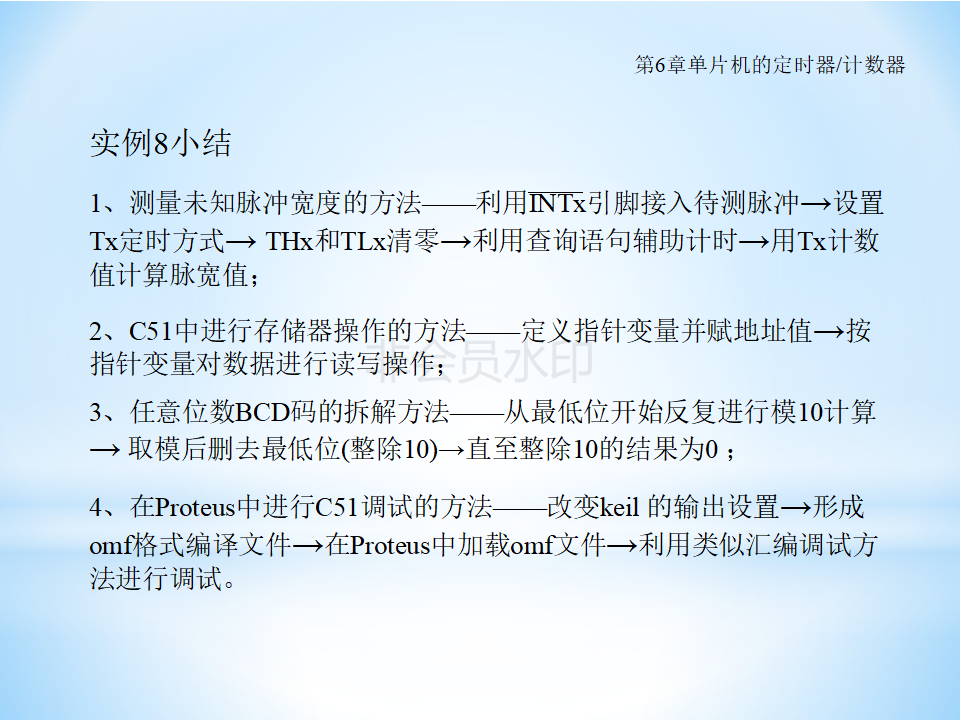 第6章单片机的定时器/计数器
实例8小结
1、测量未知脉冲宽度的方法——利用I̅N̅T̅x̅引脚接入待测脉冲→设置
Tx定时方式→ THx和TLx清零→利用查询语句辅助计时→用Tx计数
值计算脉宽值；
2、C51中进行存储器操作的方法——定义指针变量并赋地址值→按
指针变量对数据进行读写操作；
非会员水印
3、任意位数BCD码的拆解方法——从最低位开始反复进行模10计算
→ 取模后删去最低位(整除10)→直至整除10的结果为0 ；
4、在Proteus中进行C51调试的方法——改变keil 的输出设置→形成
omf格式编译文件→在Proteus中加载omf文件→利用类似汇编调试方
法进行调试。